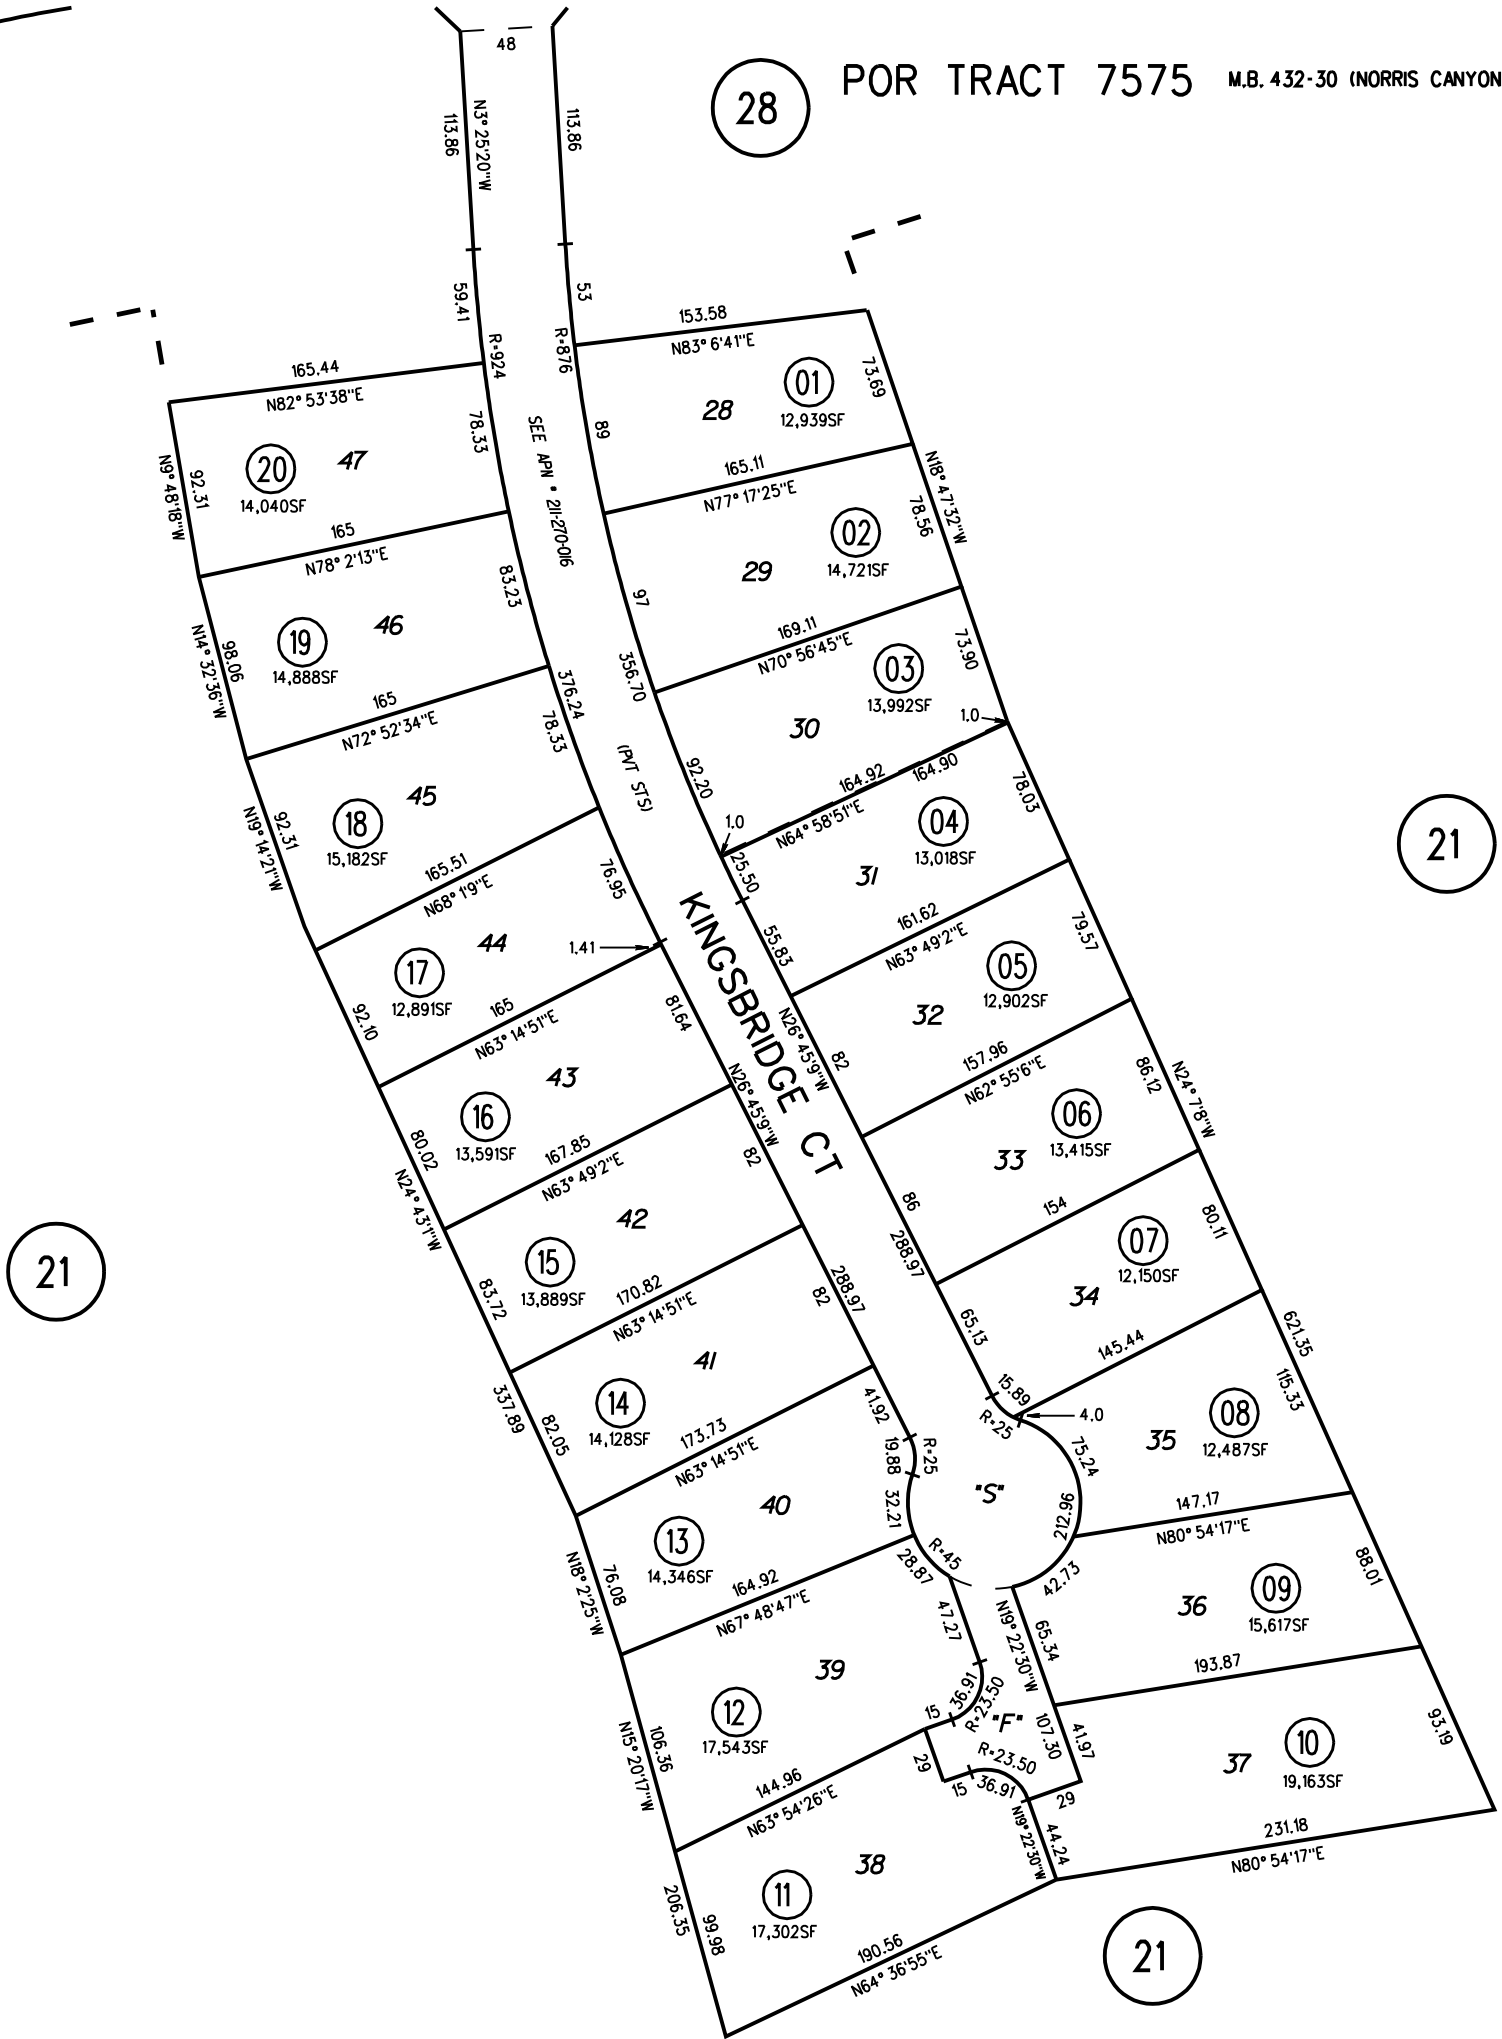 48
28
POR TRACT 7575 M.B. 432-30 (NORRIS CANYON
113.86
N3° 25'20"W
113.86
59.41
R=924
53
R=876
153.58
N83° 6'41"E
73.69
28
01
12,939SF
89
165.11
N77° 17'25"E
N18° 47'32"W
78.56
165.44
N82° 53'38"E
78.33
N9° 48'18"W
92.31
20
14,040SF
47
SEE APN # 211-270-016
165
N78° 2'13"E
83.23
29
02
14,721SF
97
169.11
N70° 56'45"E
73.90
N14° 32'36"W
98.06
19
14,888SF
46
165
N72° 52'34"E
376.24
78.33
356.70
30
03
13,992SF
1.0
92.20
(PVT STS)
164.92
164.90
N64° 58'51"E
78.03
N19° 14'21"W
92.31
18
15,182SF
45
165.51
N68° 1'9"E
76.95
1.0
25.50
31
04
13,018SF
21
55.83
161.62
N63° 49'2"E
79.57
KINGSBRIDGE CT
44
17
12,891SF
1.41
92.10
165
N63° 14'51"E
81.64
32
05
12,902SF
N26° 45'9"W
82
157.96
N62° 55'6"E
86.12
N24° 7'8"W
43
16
13,591SF
80.02
167.85
N63° 49'2"E
N26° 45'9"W
82
33
06
13,415SF
86
288.97
154
80.11
N24° 43'1"W
42
15
13,889SF
83.72
170.82
N63° 14'51"E
288.97
82
34
07
12,150SF
65.13
145.44
621.35
115.33
21
337.89
41
14
14,128SF
82.05
173.73
N63° 14'51"E
41.92
15.89
R=25
4.0
35
08
12,487SF
75.24
19.88
R=25
32.21
"S"
212.96
147.17
N80° 54'17"E
40
13
14,346SF
N18° 2'25"W
76.08
164.92
N67° 48'47"E
28.87
R=45
42.73
88.01
36
09
15,617SF
47.27
N19° 22'30"W
65.34
193.87
39
12
17,543SF
N15° 20'17"W
106.36
36.91
R=23.50
15
"F"
107.30
41.97
93.19
37
10
19,163SF
29
R=23.50
15
36.91
29
144.96
N63° 54'26"E
N19° 22'30"W
44.24
231.18
N80° 54'17"E
38
11
17,302SF
206.35
99.98
190.56
N64° 36'55"E
21